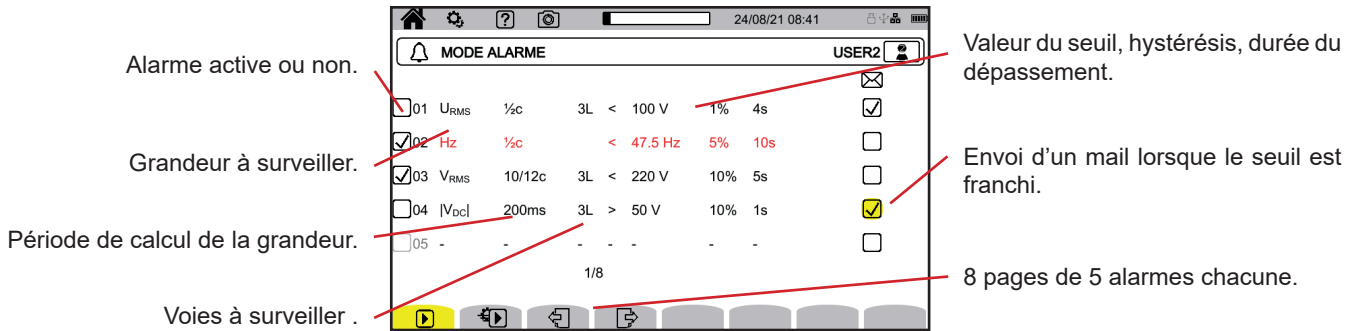 24/08/21 08:41
MODE ALARME USER2
01 URMS ½c 3L < 100 V 1% 4s
02 Hz ½c < 47.5 Hz 5% 10s
03 VRMS 10/12c 3L < 220 V 10% 5s
04 |VDC| 200ms 3L > 50 V 10% 1s
05 - - - - - - -
1/8
Alarme active ou non.
Grandeur à surveiller.
Période de calcul de la grandeur.
Voies à surveiller .
Valeur du seuil, hystérésis, durée du
dépassement.
Envoi d’un mail lorsque le seuil est
franchi.
8 pages de 5 alarmes chacune.